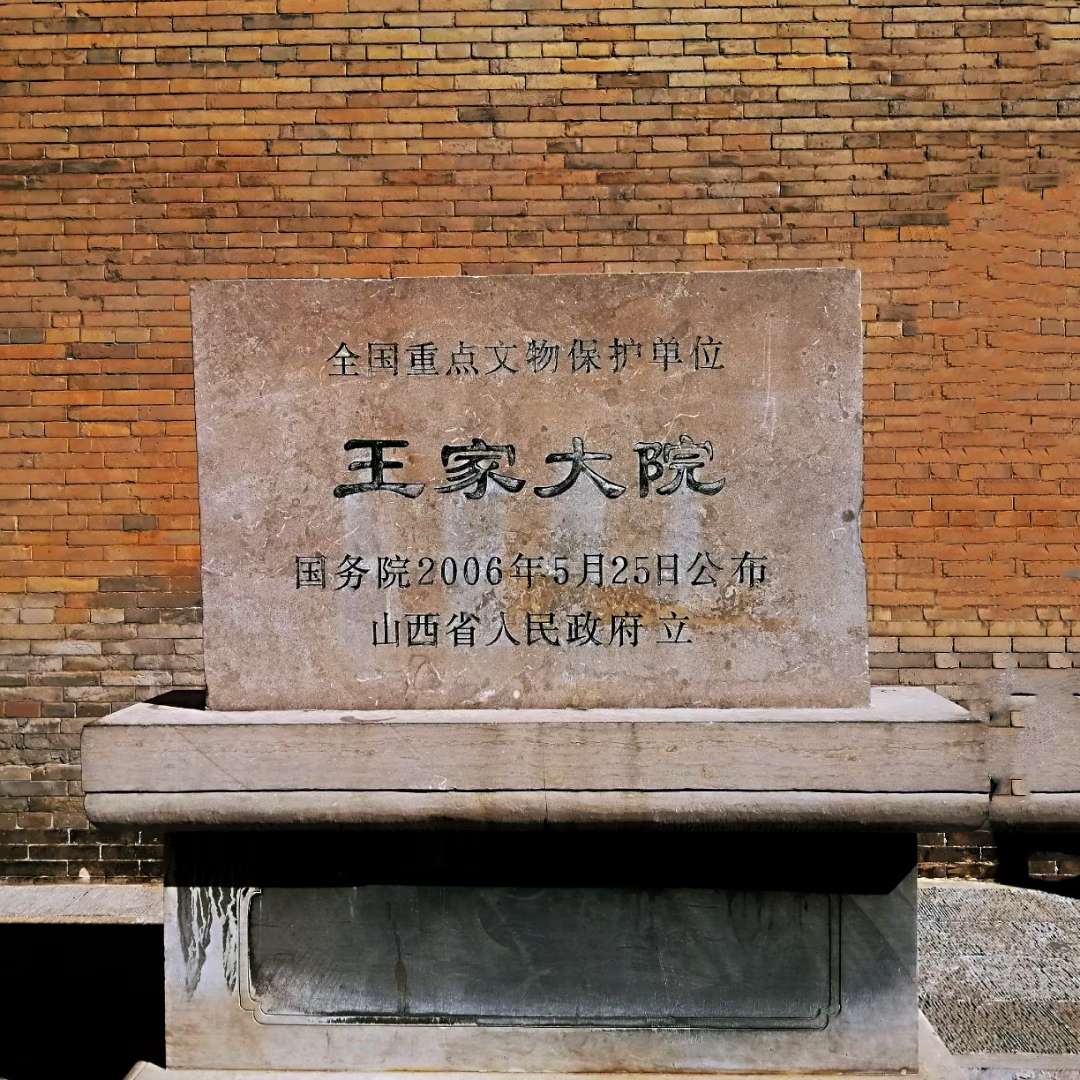 全国重点文物保护单位
王家大院
国务院2006年5月25日公布
山西省人民政府 立